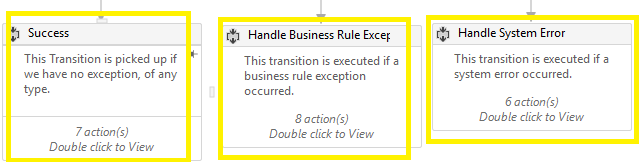 Success
This Transition is picked up if
we have no exception, of any
type.
7 action(s)
Double click to View
Handle Business Rule Excep
This transition is executed if a
business rule exception
occurred.
8 action(s)
Double click to View
Handle System Error
This transition is executed if a
system error occurred.
6 action(s)
Double click to View